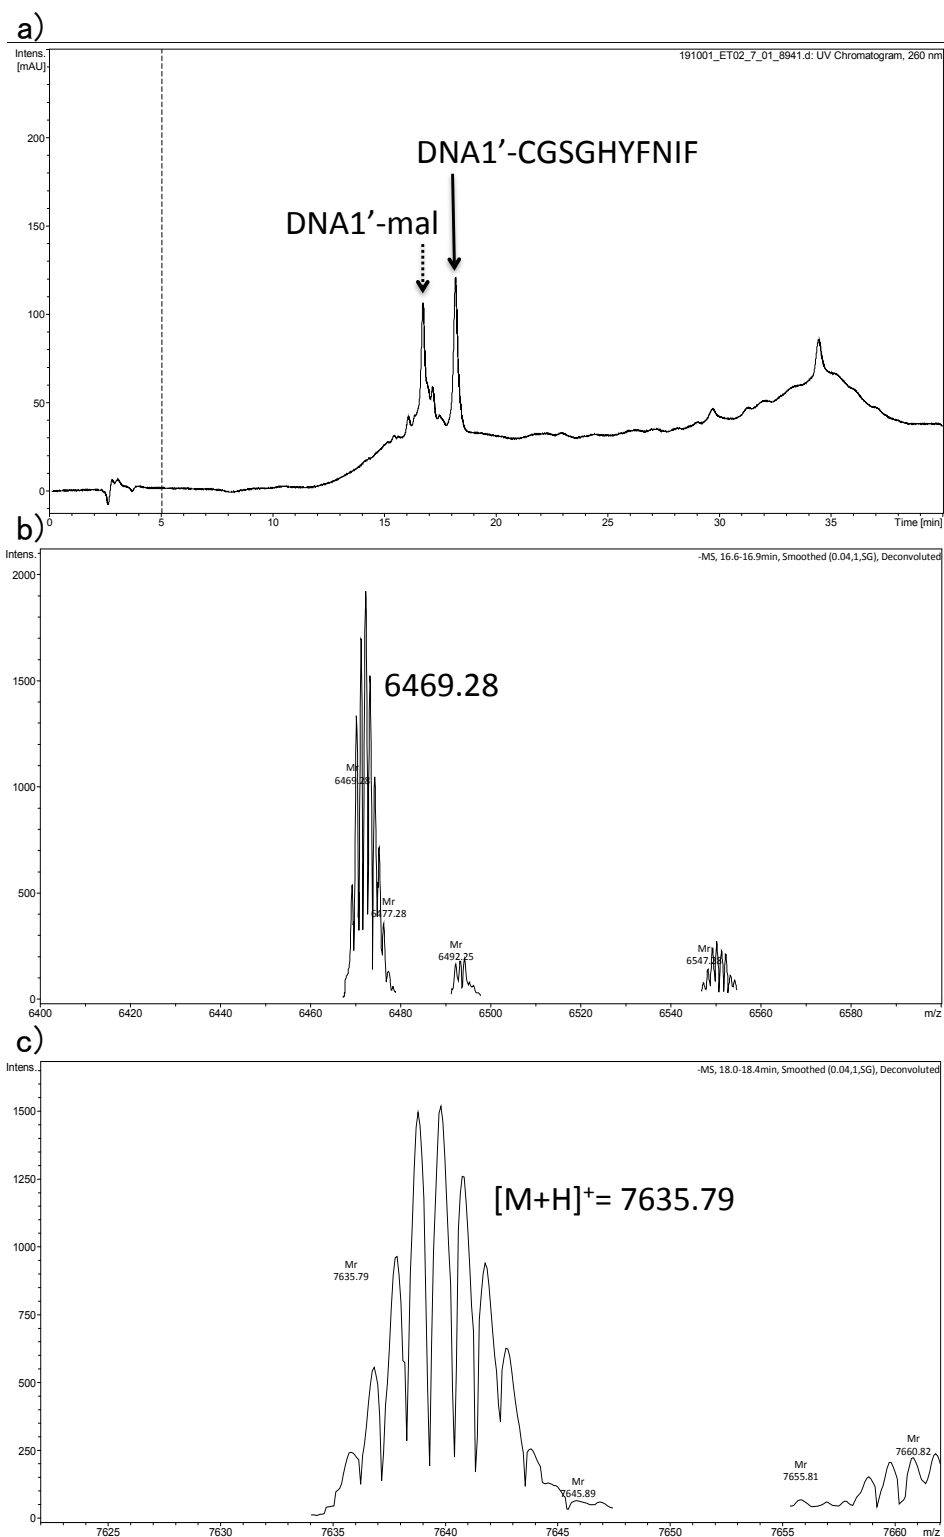 a)
Intens.
[mAU]
191001_ET02_7_01_8941.d: UV Chromatogram, 260 nm
DNA1’-CGSGHYFNIF
DNA1’-mal
200
150
100
50
0
0 5 10 15 20 25 30 35 Time [min]
b)
Intens.
-MS, 16.6-16.9min, Smoothed (0.04,1,SG), Deconvoluted
2000
6469.28
1500
Mr
6469.28
1000
Mr
6477.28
500
Mr
6492.25
Mr
6547.28
0
6400 6420 6440 6460 6480 6500 6520 6540 6560 6580 m/z
c)
Intens.
-MS, 18.0-18.4min, Smoothed (0.04,1,SG), Deconvoluted
1500
[M+H]⁺= 7635.79
1250
1000
Mr
7635.79
750
500
250
Mr
7645.89
Mr
7655.81
Mr
7660.82
0
7625 7630 7635 7640 7645 7650 7655 7660 m/z